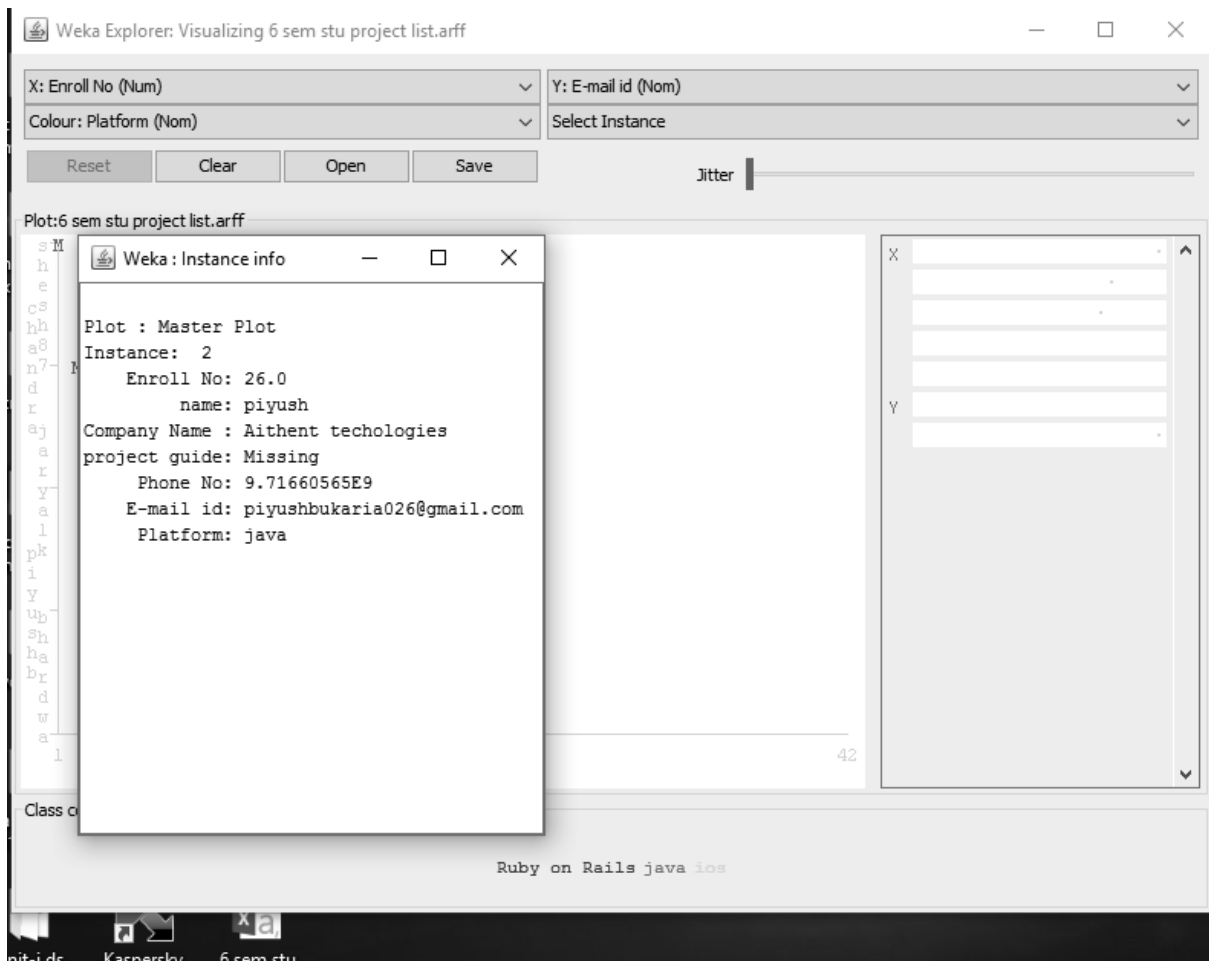 Weka Explorer: Visualizing 6 sem stu project list.arff
X: Enroll No (Num)
Y: E-mail id (Nom)
Colour: Platform (Nom)
Select Instance
Reset
Clear
Open
Save
Jitter
Plot:6 sem stu project list.arff
Weka : Instance info
Plot : Master Plot
Instance: 2
Enroll No: 26.0
name: piyush
Company Name : Aithent techologies
project guide: Missing
Phone No: 9.71660565E9
E-mail id: piyushbukaria026@gmail.com
Platform: java
X
Y
1
42
Class
Ruby on Rails java ios
Kaspersky
6 sem stu